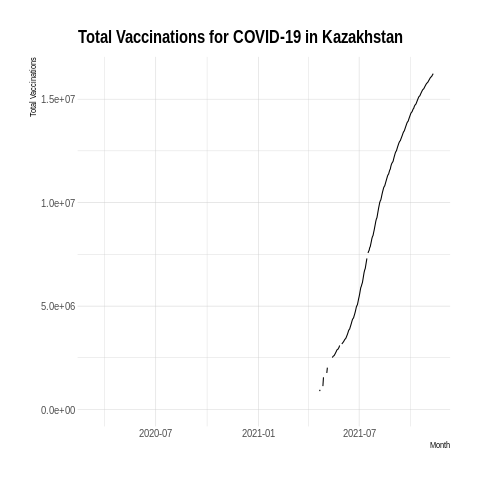 Total Vaccinations for COVID-19 in Kazakhstan
Total Vaccinations
1.5e+07
1.0e+07
5.0e+06
0.0e+00
2020-07
2021-01
2021-07
Month